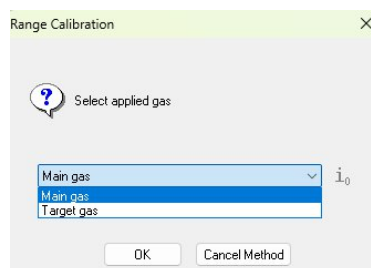 Range Calibration
Select applied gas
Main gas
Main gas
Target gas
OK Cancel Method